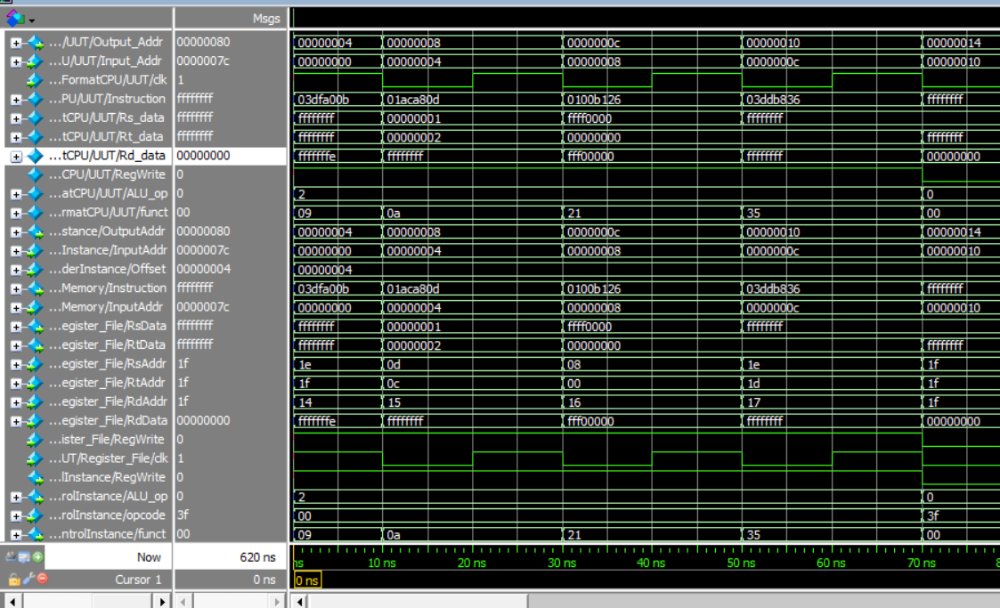 Msgs
.../UUT/Output_Addr 00000080 00000004 00000008 0000000c 00000010 00000014
...U/UUT/Input_Addr 0000007c 00000000 00000004 00000008 0000000c 00000010
...FormatCPU/UUT/clk 1
...PU/UUT/Instruction ffffffff 03dfa00b 01aca80d 0100b126 03ddb836 ffffffff
...tCPU/UUT/Rs_data ffffffff ffffffff 00000001 ffff0000 ffffffff
...tCPU/UUT/Rt_data ffffffff ffffffff 00000002 00000000 ffffffff
...tCPU/UUT/Rd_data 00000000 fffffffe ffffffff fff00000 ffffffff 00000000
...CPU/UUT/RegWrite 0
...atCPU/UUT/ALU_op 0 2 0
...rmatCPU/UUT/funct 00 09 0a 21 35 00
...stance/OutputAddr 00000080 00000004 00000008 0000000c 00000010 00000014
...Instance/InputAddr 0000007c 00000000 00000004 00000008 0000000c 00000010
...derInstance/Offset 00000004 00000004
...Memory/Instruction ffffffff 03dfa00b 01aca80d 0100b126 03ddb836 ffffffff
...Memory/InputAddr 0000007c 00000000 00000004 00000008 0000000c 00000010
...egister_File/RsData ffffffff ffffffff 00000001 ffff0000 ffffffff
...egister_File/RtData ffffffff ffffffff 00000002 00000000 ffffffff
...egister_File/RsAddr 1f 1e 0d 08 1e 1f
...egister_File/RtAddr 1f 1f 0c 00 1d 1f
...egister_File/RdAddr 1f 14 15 16 17 1f
...egister_File/RdData 00000000 fffffffe ffffffff fff00000 ffffffff 00000000
...ister_File/RegWrite 0
...UT/Register_File/clk 1
...lInstance/RegWrite 0
...rolInstance/ALU_op 0 2 0
...rolInstance/opcode 3f 00 3f
...ntrolInstance/funct 00 09 0a 21 35 00
Now 620 ns ns 10 ns 20 ns 30 ns 40 ns 50 ns 60 ns 70 ns 8
Cursor 1 0 ns 0 ns